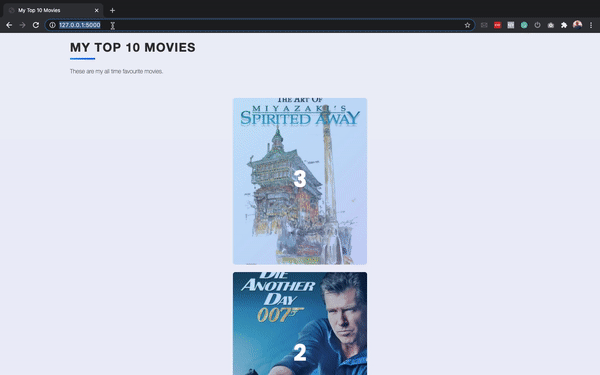 My Top 10 Movies
127.0.0.1:5000
MY TOP 10 MOVIES
These are my all time favourite movies.
THE ART OF
MIYAZAKI'S
SPIRITED AWAY
3
DIE
ANOTHER
DAY
007
2